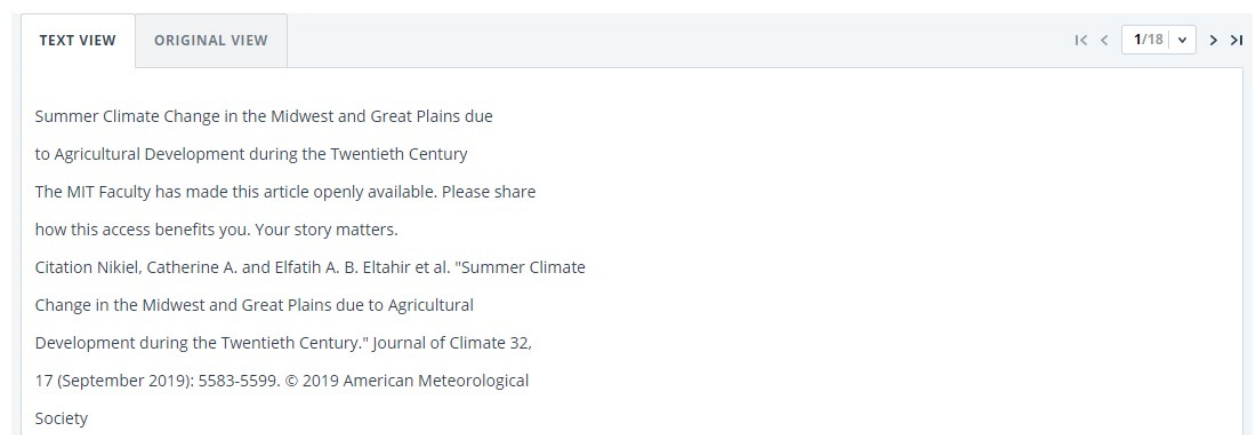 TEXT VIEW ORIGINAL VIEW |< < 1/18 > >|
Summer Climate Change in the Midwest and Great Plains due
to Agricultural Development during the Twentieth Century
The MIT Faculty has made this article openly available. Please share
how this access benefits you. Your story matters.
Citation Nikiel, Catherine A. and Elfatih A. B. Eltahir et al. "Summer Climate
Change in the Midwest and Great Plains due to Agricultural
Development during the Twentieth Century." Journal of Climate 32,
17 (September 2019): 5583-5599. © 2019 American Meteorological
Society